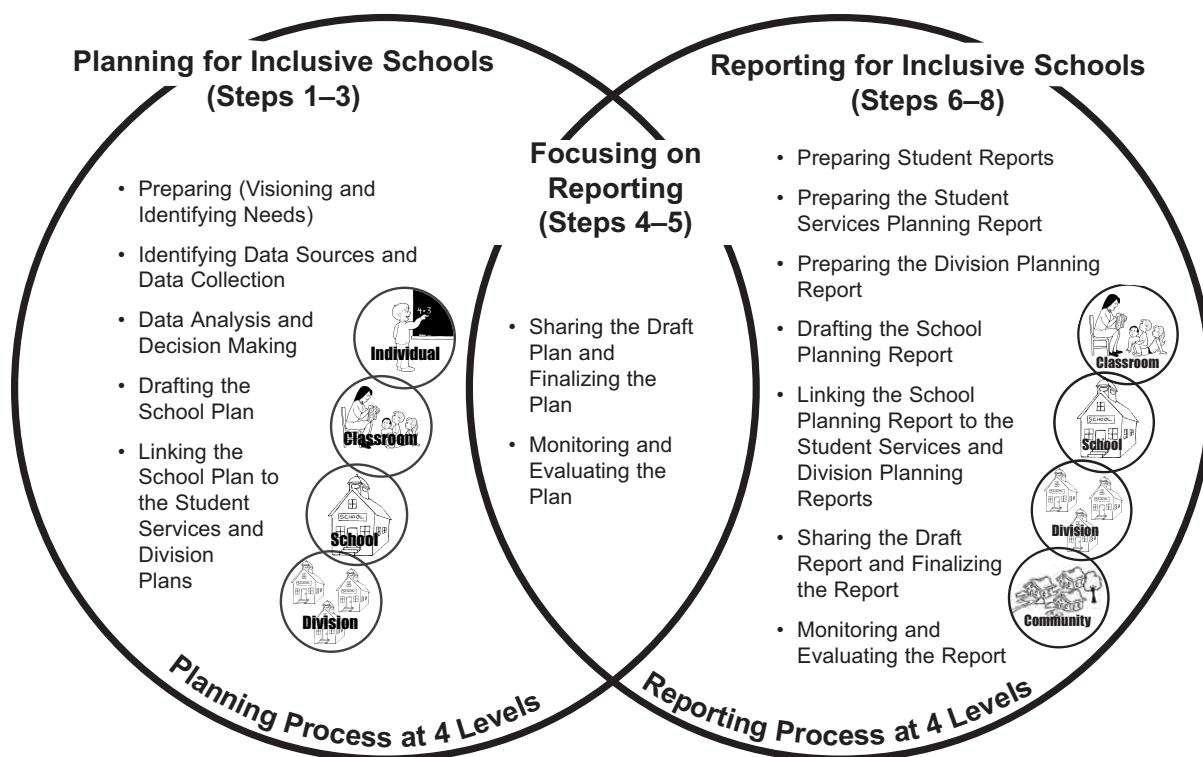 Planning for Inclusive Schools
(Steps 1–3)
• Preparing (Visioning and
Identifying Needs)
• Identifying Data Sources and
Data Collection
• Data Analysis and
Decision Making
• Drafting the
School Plan
• Linking the
School Plan to
the Student
Services and
Division
Plans
4×3
Individual
Classroom
SCHOOL
School
Division
Planning Process at 4 Levels
Focusing on
Reporting
(Steps 4–5)
• Sharing the Draft
Plan and
Finalizing the
Plan
• Monitoring and
Evaluating the
Plan
Reporting for Inclusive Schools
(Steps 6–8)
• Preparing Student Reports
• Preparing the Student
Services Planning Report
• Preparing the Division Planning
Report
• Drafting the School
Planning Report
• Linking the School
Planning Report to the
Student Services and
Division Planning
Reports
• Sharing the Draft
Report and Finalizing
the Report
• Monitoring and
Evaluating the Report
Classroom
SCHOOL
School
Division
Community
Reporting Process at 4 Levels